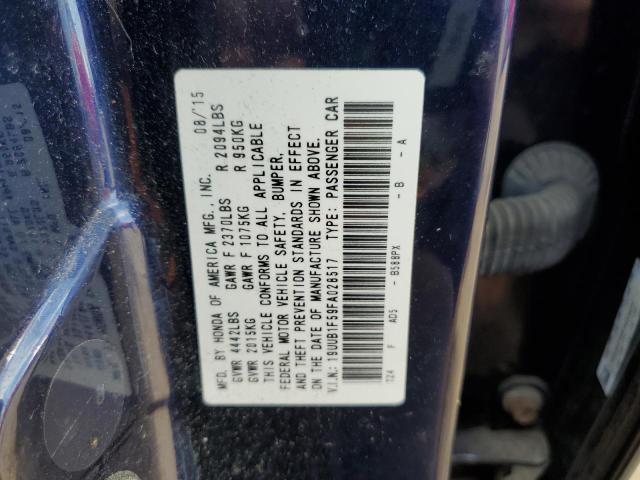 MFD. BY HONDA OF AMERICA MFG., INC. 08/15
GVWR 4442LBS GAWR F 2370LBS R 2094LBS
GVWR 2015KG GAWR F 1075KG R 950KG
THIS VEHICLE CONFORMS TO ALL APPLICABLE
FEDERAL MOTOR VEHICLE SAFETY, BUMPER,
AND THEFT PREVENTION STANDARDS IN EFFECT
ON THE DATE OF MANUFACTURE SHOWN ABOVE.
V.I.N.: 19UUB1F59FA028517 TYPE: PASSENGER CAR
TZ4 F AD5 - B588PX - B - A